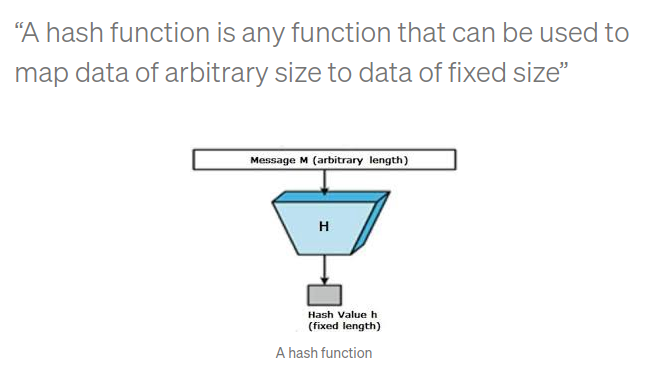 “A hash function is any function that can be used to
map data of arbitrary size to data of fixed size”
Message M (arbitrary length)
H
Hash Value h
(fixed length)
A hash function